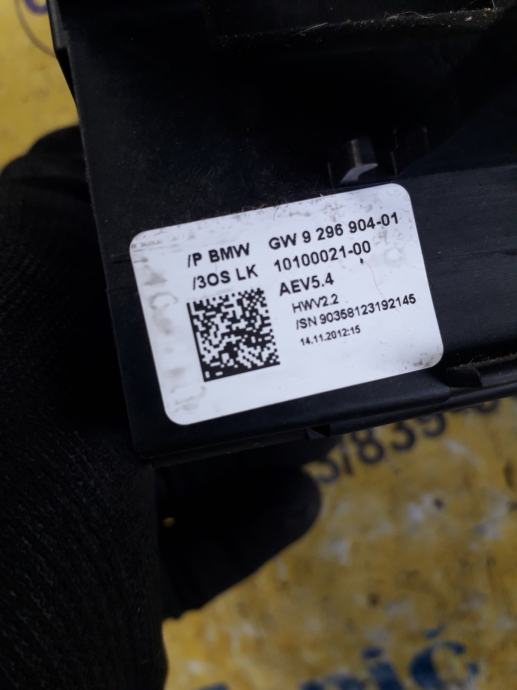 /P BMW GW 9 296 904-01
/3OS LK 10100021-00
AEV5.4
HWV2.2
/SN 90358123192145
14.11.2012:15